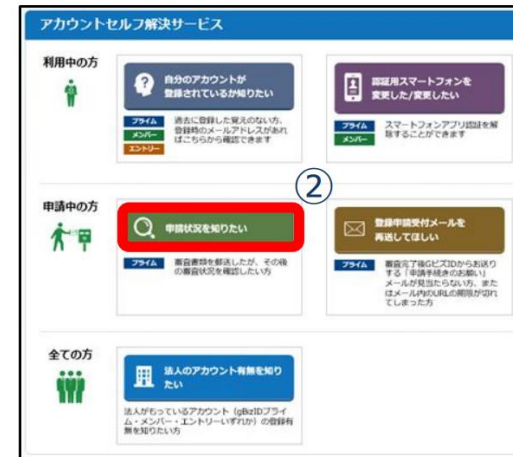 アカウントセルフ解決サービス
利用中の方
自分のアカウントが
登録されているか知りたい
プライム
メンバー
エントリー
過去に登録した覚えのない方、
登録時のメールアドレスがあれ
ばこちらから確認できます
認証用スマートフォンを
変更した/変更したい
プライム
メンバー
スマートフォンアプリ認証を解
除することができます
②
申請中の方
申請状況を知りたい
プライム
審査書類を郵送したが、その後
の審査状況を確認したい方
登録申請受付メールを
再送してほしい
プライム
審査完了後GビズIDからお送り
する「申請手続きのお願い」
メールが見当たらない方、また
はメール内のURLの期限が切れ
てしまった方
全ての方
法人のアカウント有無を知り
たい
法人がもっているアカウント（gBizIDプライ
ム・メンバー・エントリーいずれか）の登録有
無を知りたい方